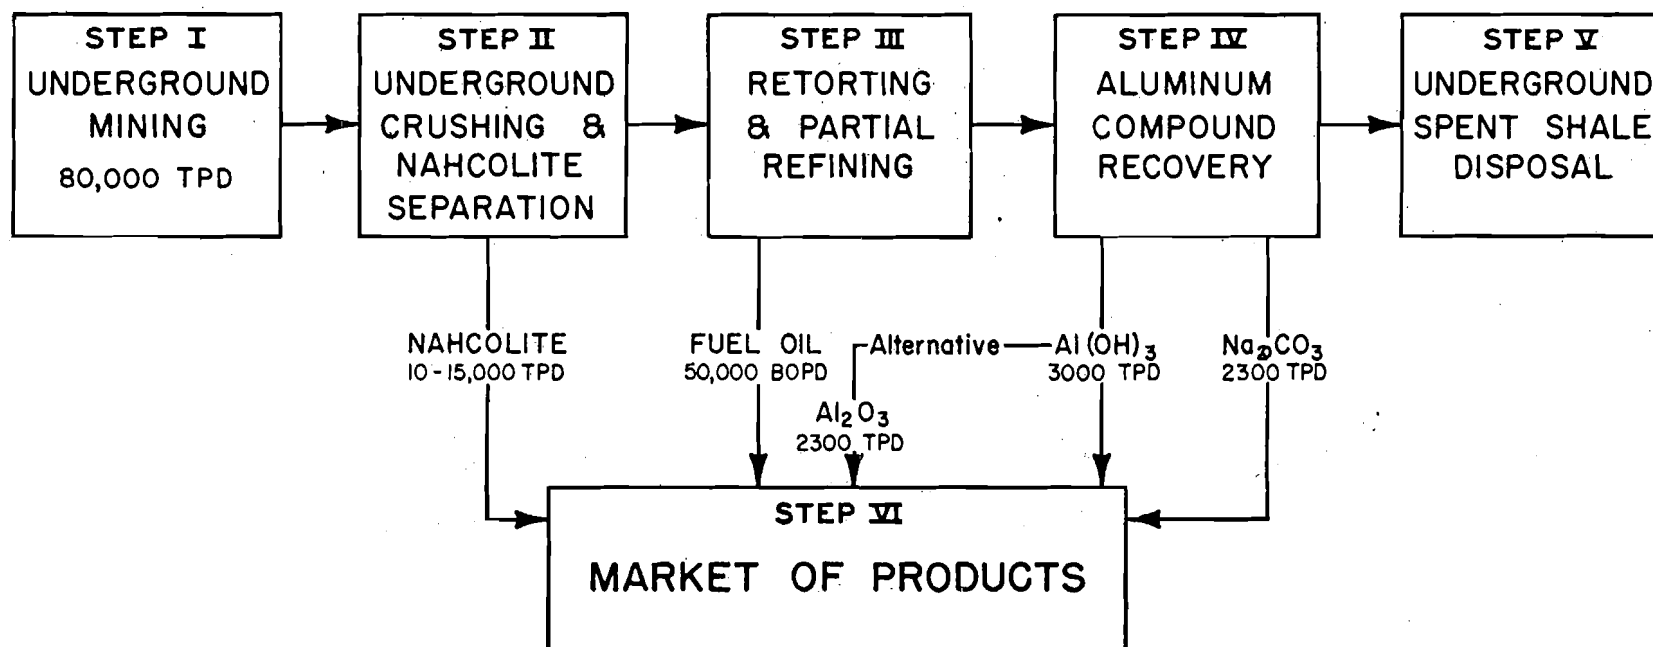 STEP I
UNDERGROUND
MINING
80,000 TPD
STEP II
UNDERGROUND
CRUSHING &
NAHCOLITE
SEPARATION
STEP III
RETORTING
& PARTIAL
REFINING
STEP IV
ALUMINUM
COMPOUND
RECOVERY
STEP V
UNDERGROUND
SPENT SHALE
DISPOSAL
NAHCOLITE
10-15,000 TPD
FUEL OIL
50,000 BOPD
Alternative
Al(OH)₃
3000 TPD
Na₂CO₃
2300 TPD
Al₂O₃
2300 TPD
STEP VI
MARKET OF PRODUCTS